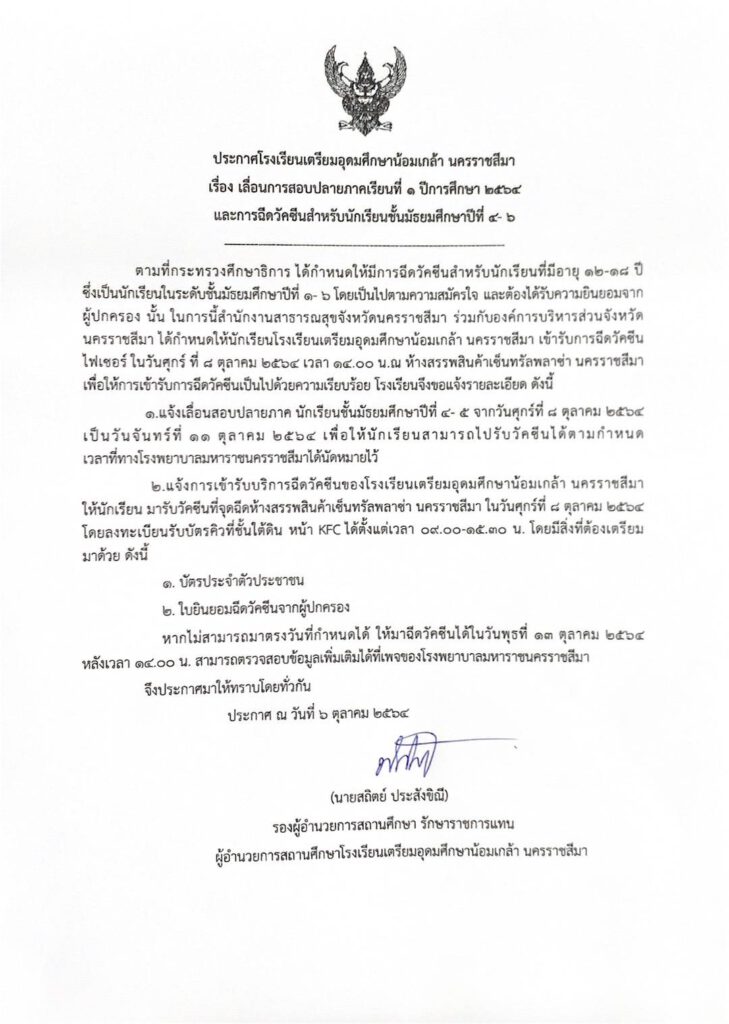 ประกาศโรงเรียนเตรียมอุดมศึกษาน้อมเกล้า นครราชสีมา
เรื่อง เลื่อนการสอบปลายภาคเรียนที่ ๑ ปีการศึกษา ๒๕๖๔
และการฉีดวัคซีนสำหรับนักเรียนชั้นมัธยมศึกษาปีที่ ๔- ๖
ตามที่กระทรวงศึกษาธิการ ได้กำหนดให้มีการฉีดวัคซีนสำหรับนักเรียนที่มีอายุ ๑๒-๑๘ ปี
ซึ่งเป็นนักเรียนในระดับชั้นมัธยมศึกษาปีที่ ๑- ๖ โดยเป็นไปตามความสมัครใจ และต้องได้รับความยินยอมจาก
ผู้ปกครอง นั้น ในการนี้สำนักงานสาธารณสุขจังหวัดนครราชสีมา ร่วมกับองค์การบริหารส่วนจังหวัด
นครราชสีมา ได้กำหนดให้นักเรียนโรงเรียนเตรียมอุดมศึกษาน้อมเกล้า นครราชสีมา เข้ารับการฉีดวัคซีน
ไฟเซอร์ ในวันศุกร์ ที่ ๘ ตุลาคม ๒๕๖๔ เวลา ๑๔.๐๐ น.ณ ห้างสรรพสินค้าเซ็นทรัลพลาซ่า นครราชสีมา
เพื่อให้การเข้ารับการฉีดวัคซีนเป็นไปด้วยความเรียบร้อย โรงเรียนจึงขอแจ้งรายละเอียด ดังนี้
๑.แจ้งเลื่อนสอบปลายภาค นักเรียนชั้นมัธยมศึกษาปีที่ ๔- ๕ จากวันศุกร์ที่ ๘ ตุลาคม ๒๕๖๔
เป็นวันจันทร์ที่ ๑๑ ตุลาคม ๒๕๖๔ เพื่อให้นักเรียนสามารถไปรับวัคซีนได้ตามกำหนด
เวลาที่ทางโรงพยาบาลมหาราชนครราชสีมาได้นัดหมายไว้
๒.แจ้งการเข้ารับบริการฉีดวัคซีนของโรงเรียนเตรียมอุดมศึกษาน้อมเกล้า นครราชสีมา
ให้นักเรียน มารับวัคซีนที่จุดฉีดห้างสรรพสินค้าเซ็นทรัลพลาซ่า นครราชสีมา ในวันศุกร์ที่ ๘ ตุลาคม ๒๕๖๔
โดยลงทะเบียนรับบัตรคิวที่ชั้นใต้ดิน หน้า KFC ได้ตั้งแต่เวลา ๐๙.๐๐-๑๕.๓๐ น. โดยมีสิ่งที่ต้องเตรียม
มาด้วย ดังนี้
๑. บัตรประจำตัวประชาชน
๒. ใบยินยอมฉีดวัคซีนจากผู้ปกครอง
หากไม่สามารถมาตรงวันที่กำหนดได้ ให้มาฉีดวัคซีนได้ในวันพุธที่ ๑๓ ตุลาคม ๒๕๖๔
หลังเวลา ๑๔.๐๐ น. สามารถตรวจสอบข้อมูลเพิ่มเติมได้ที่เพจของโรงพยาบาลมหาราชนครราชสีมา
จึงประกาศมาให้ทราบโดยทั่วกัน
ประกาศ ณ วันที่ ๖ ตุลาคม ๒๕๖๔
(นายสถิตย์ ประสังขิณี)
รองผู้อำนวยการสถานศึกษา รักษาราชการแทน
ผู้อำนวยการสถานศึกษาโรงเรียนเตรียมอุดมศึกษาน้อมเกล้า นครราชสีมา